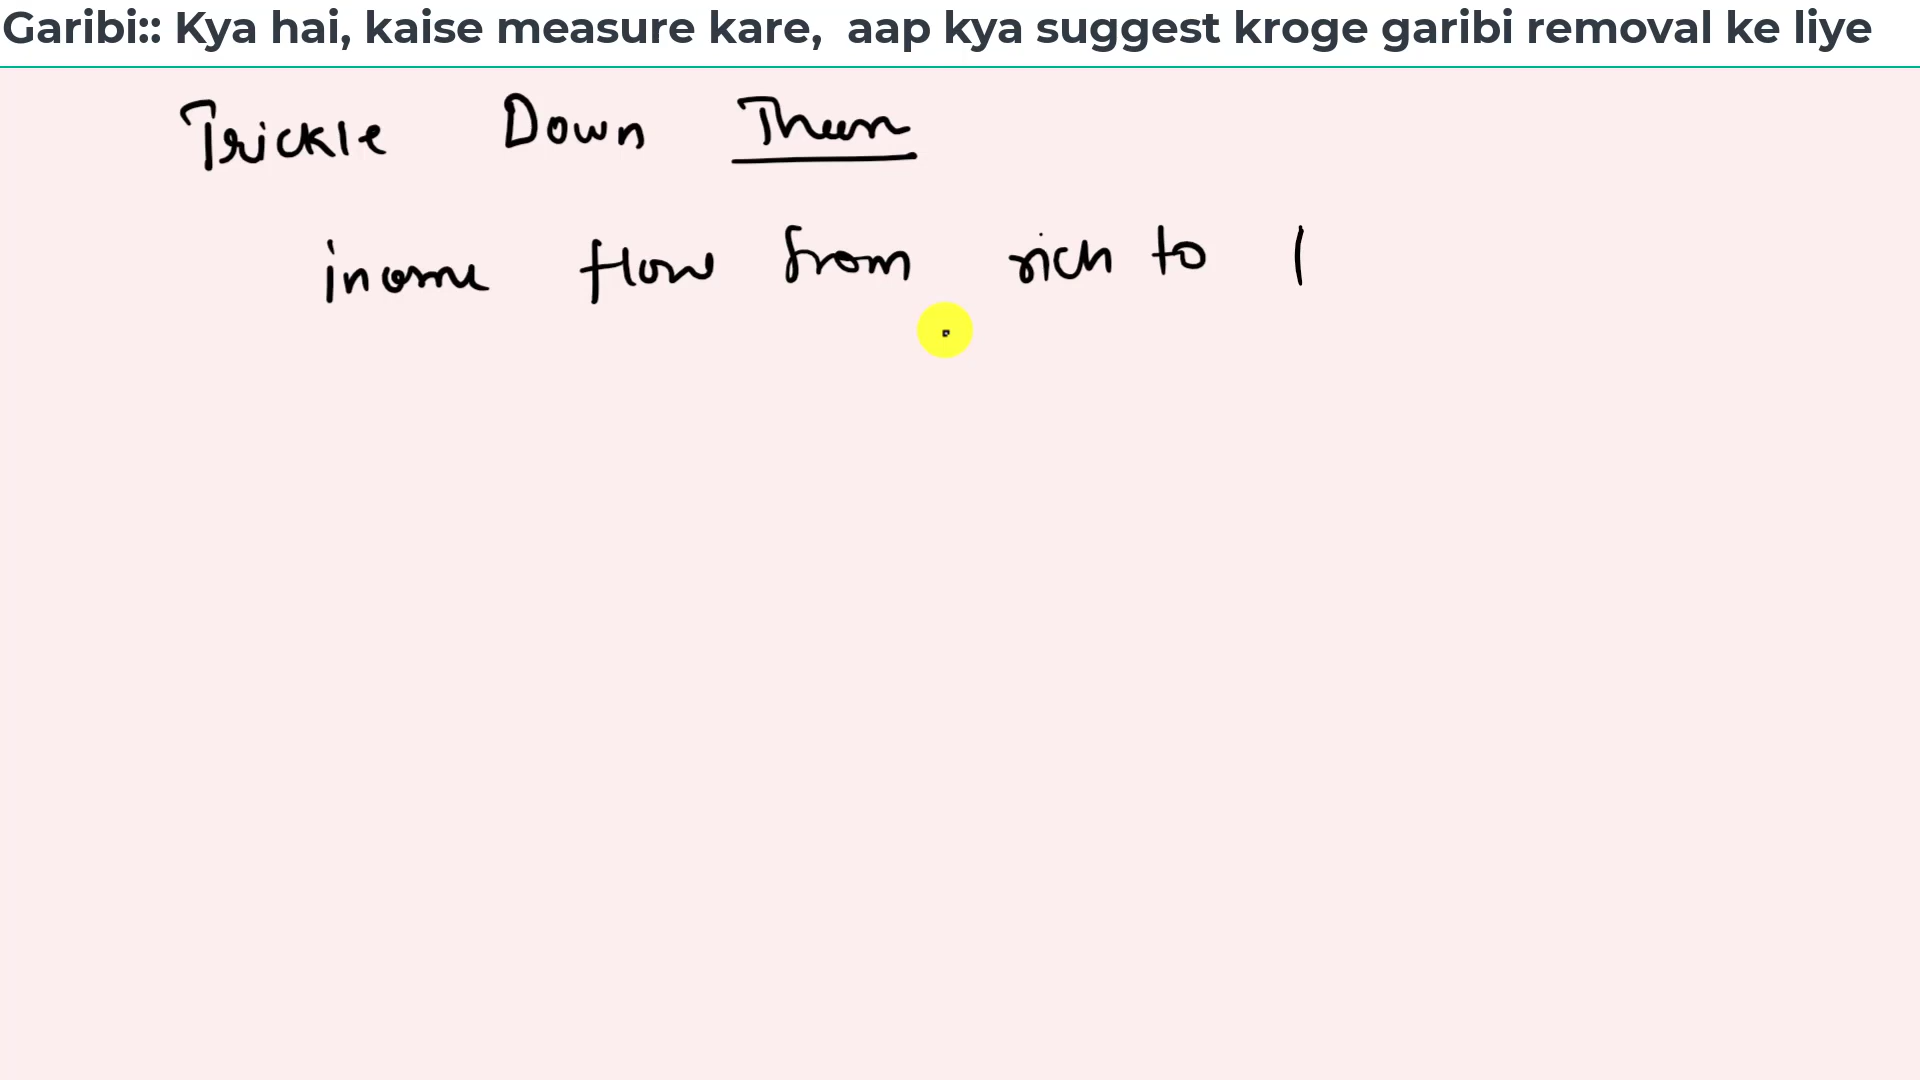 Garibi:: Kya hai, kaise measure kare, aap kya suggest kroge garibi removal ke liye
Trickle Down
income flow from rich to